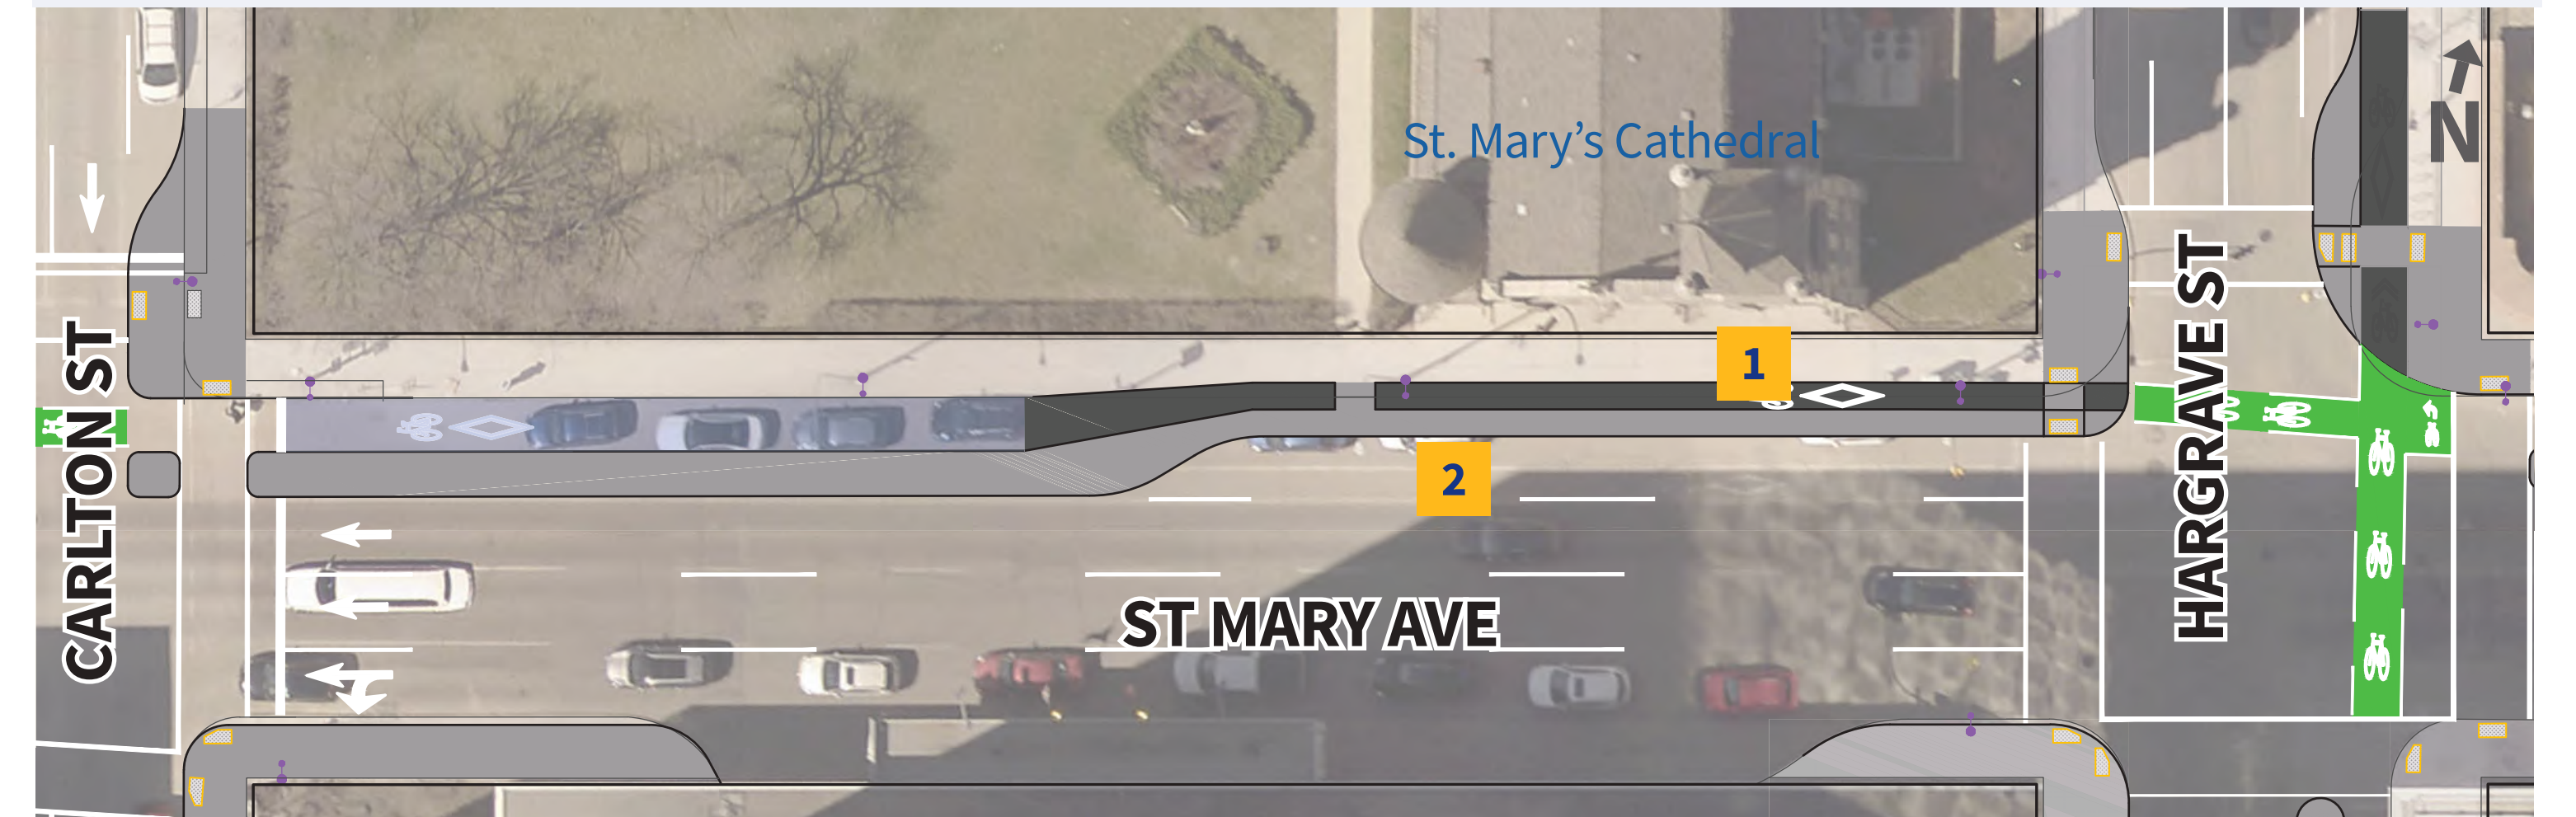 St. Mary's Cathedral
N
1
2
CARLTON ST
HARGRAVE ST
ST MARY AVE